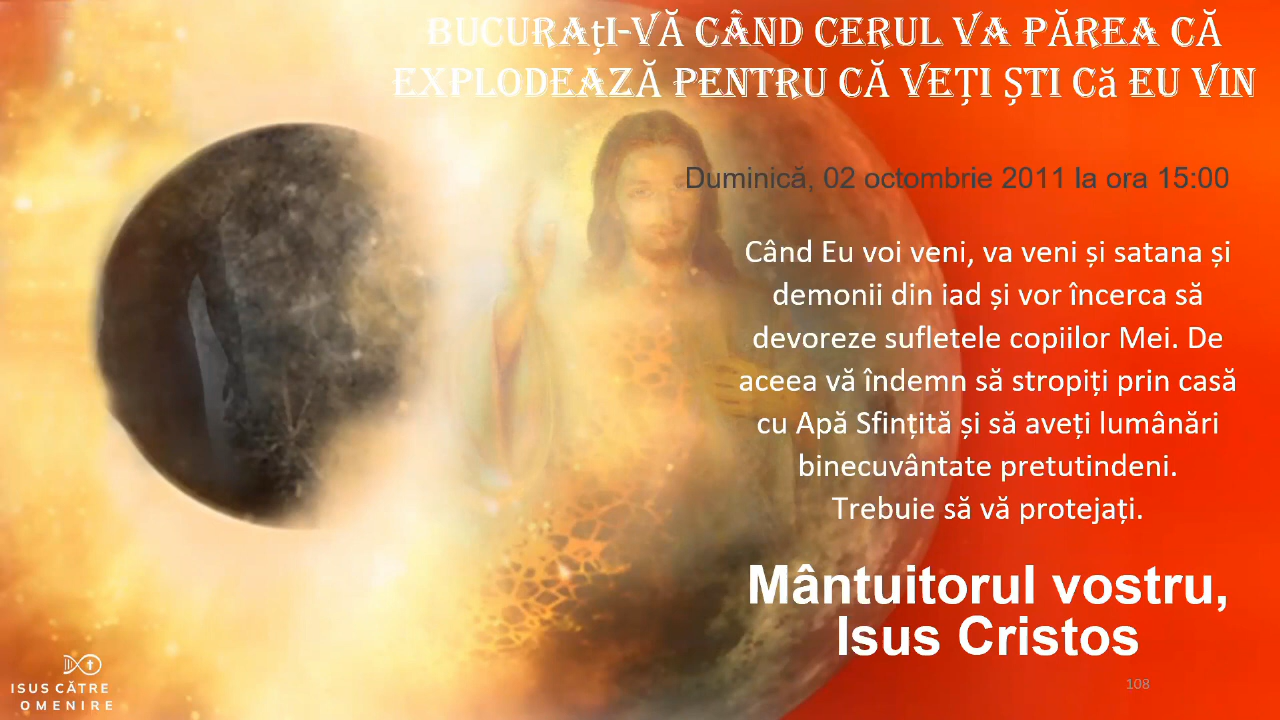 BUCURAȚI-VĂ CÂND CERUL VA PĂREA CĂ
EXPLODEAZĂ PENTRU CĂ VEȚI ȘTI Că EU VIN
Duminică, 02 octombrie 2011 la ora 15:00
Când Eu voi veni, va veni și satana și
demonii din iad și vor încerca să
devoreze sufletele copiilor Mei. De
aceea vă îndemn să stropiți prin casă
cu Apă Sfințită și să aveți lumânări
binecuvântate pretutindeni.
Trebuie să vă protejați.
Mântuitorul vostru,
Isus Cristos
108
ISUS CĂTRE
OMENIRE